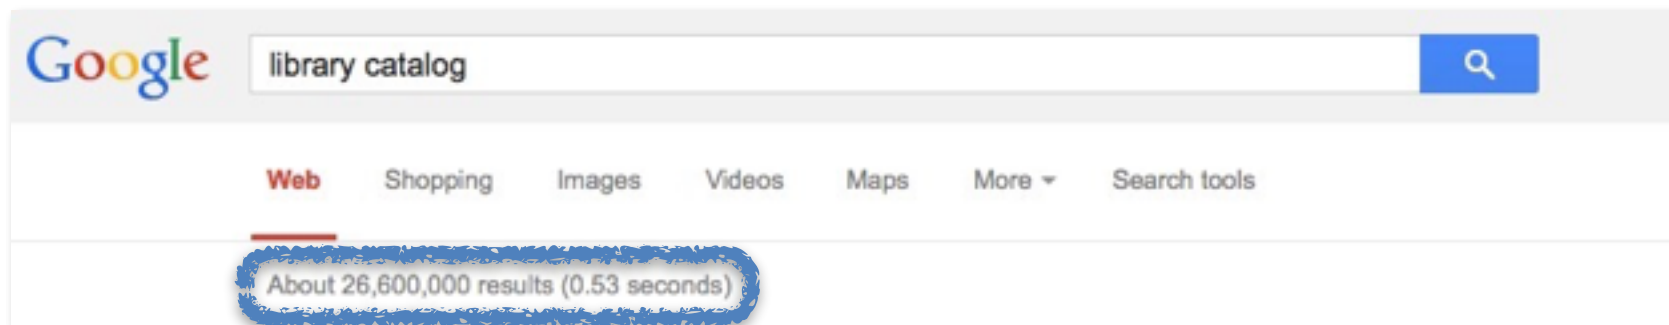 Google library catalog
Web Shopping Images Videos Maps More Search tools
About 26,600,000 results (0.53 seconds)